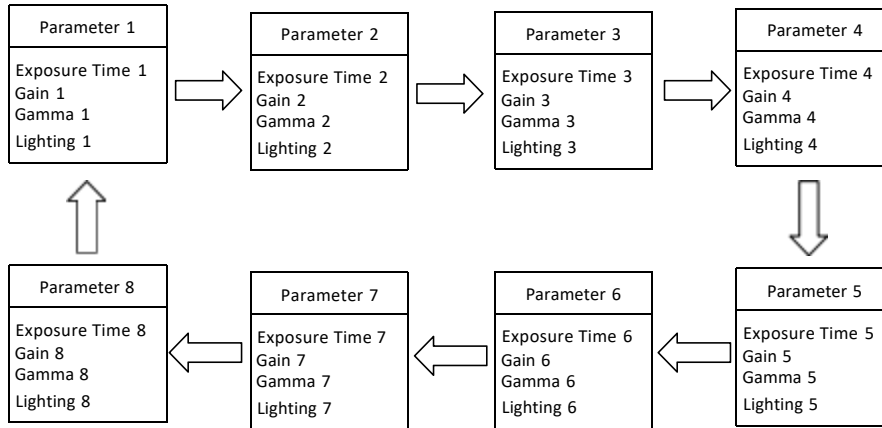 Parameter 1
Exposure Time 1
Gain 1
Gamma 1
Lighting 1
Parameter 2
Exposure Time 2
Gain 2
Gamma 2
Lighting 2
Parameter 3
Exposure Time 3
Gain 3
Gamma 3
Lighting 3
Parameter 4
Exposure Time 4
Gain 4
Gamma 4
Lighting 4
Parameter 5
Exposure Time 5
Gain 5
Gamma 5
Lighting 5
Parameter 6
Exposure Time 6
Gain 6
Gamma 6
Lighting 6
Parameter 7
Exposure Time 7
Gain 7
Gamma 7
Lighting 7
Parameter 8
Exposure Time 8
Gain 8
Gamma 8
Lighting 8